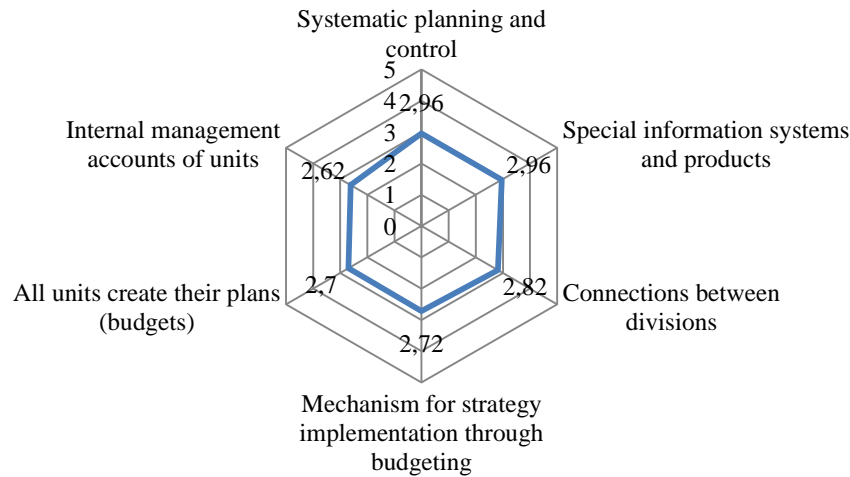 Systematic planning and
control
5
4
3
2
1
0
2,96
Special information systems
and products
2,96
Connections between
divisions
2,82
Mechanism for strategy
implementation through
budgeting
2,72
All units create their plans
(budgets)
2,7
Internal management
accounts of units
2,62